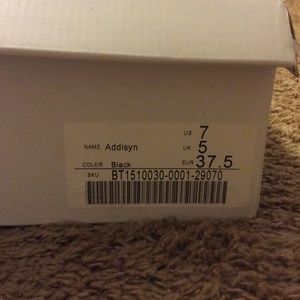 US 7
NAME Addisyn UK 5
COLOR Black EUR 37.5
SKU BT1510030-0001-29070